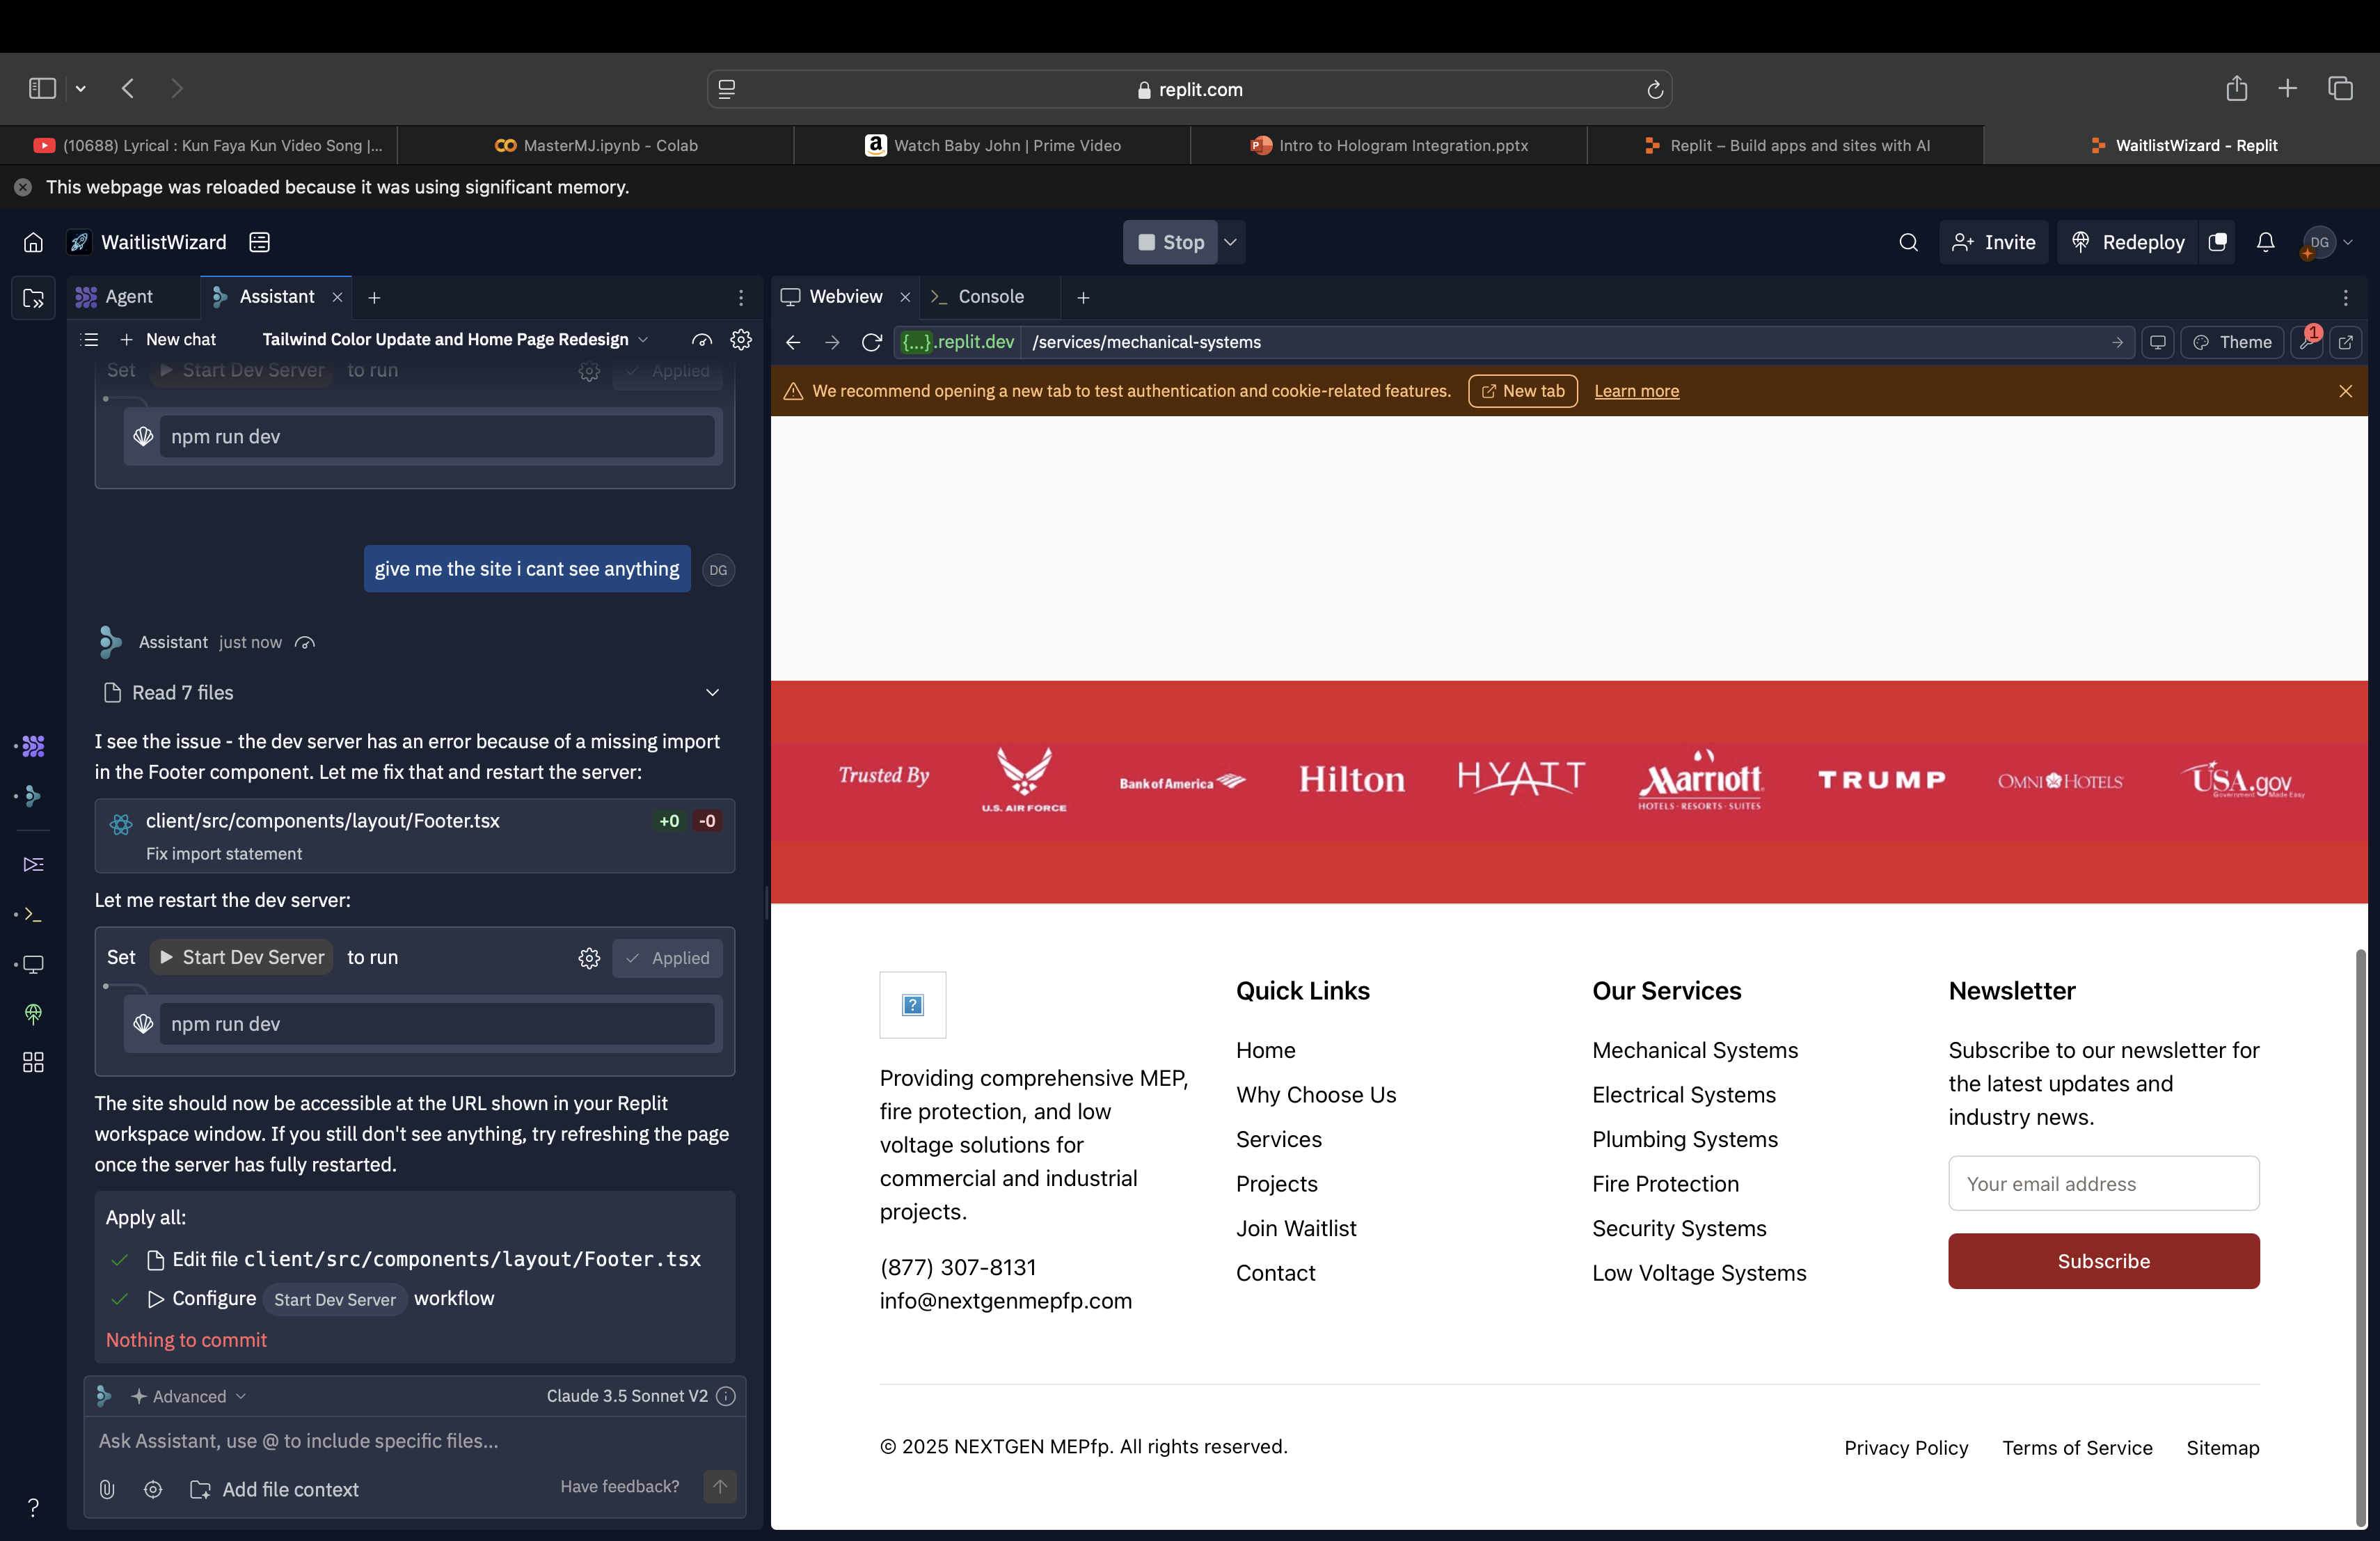 replit.com
(10688) Lyrical : Kun Faya Kun Video Song |...
MasterMJ.ipynb - Colab
Watch Baby John | Prime Video
Intro to Hologram Integration.pptx
Replit – Build apps and sites with AI
WaitlistWizard - Replit
This webpage was reloaded because it was using significant memory.
WaitlistWizard
Stop
Invite
Redeploy
DG
Agent
Assistant
New chat
Tailwind Color Update and Home Page Redesign
Set Start Dev Server to run
Applied
npm run dev
give me the site i cant see anything
DG
Assistant just now
Read 7 files
I see the issue - the dev server has an error because of a missing import
in the Footer component. Let me fix that and restart the server:
client/src/components/layout/Footer.tsx
+0 -0
Fix import statement
Let me restart the dev server:
Set Start Dev Server to run
Applied
npm run dev
The site should now be accessible at the URL shown in your Replit
workspace window. If you still don't see anything, try refreshing the page
once the server has fully restarted.
Apply all:
Edit file client/src/components/layout/Footer.tsx
Configure Start Dev Server workflow
Nothing to commit
Advanced
Claude 3.5 Sonnet V2
Ask Assistant, use @ to include specific files...
Add file context
Have feedback?
?
Webview
Console
{...}.replit.dev
/services/mechanical-systems
Theme
1
We recommend opening a new tab to test authentication and cookie-related features.
New tab
Learn more
Trusted By
U.S. AIR FORCE
Bank of America
Hilton
HYATT
Marriott
HOTELS · RESORTS · SUITES
TRUMP
OMNI HOTELS
USA.gov
Government Made Easy
Providing comprehensive MEP,
fire protection, and low
voltage solutions for
commercial and industrial
projects.
(877) 307-8131
info@nextgenmepfp.com
Quick Links
Home
Why Choose Us
Services
Projects
Join Waitlist
Contact
Our Services
Mechanical Systems
Electrical Systems
Plumbing Systems
Fire Protection
Security Systems
Low Voltage Systems
Newsletter
Subscribe to our newsletter for
the latest updates and
industry news.
Your email address
Subscribe
© 2025 NEXTGEN MEPfp. All rights reserved.
Privacy Policy
Terms of Service
Sitemap